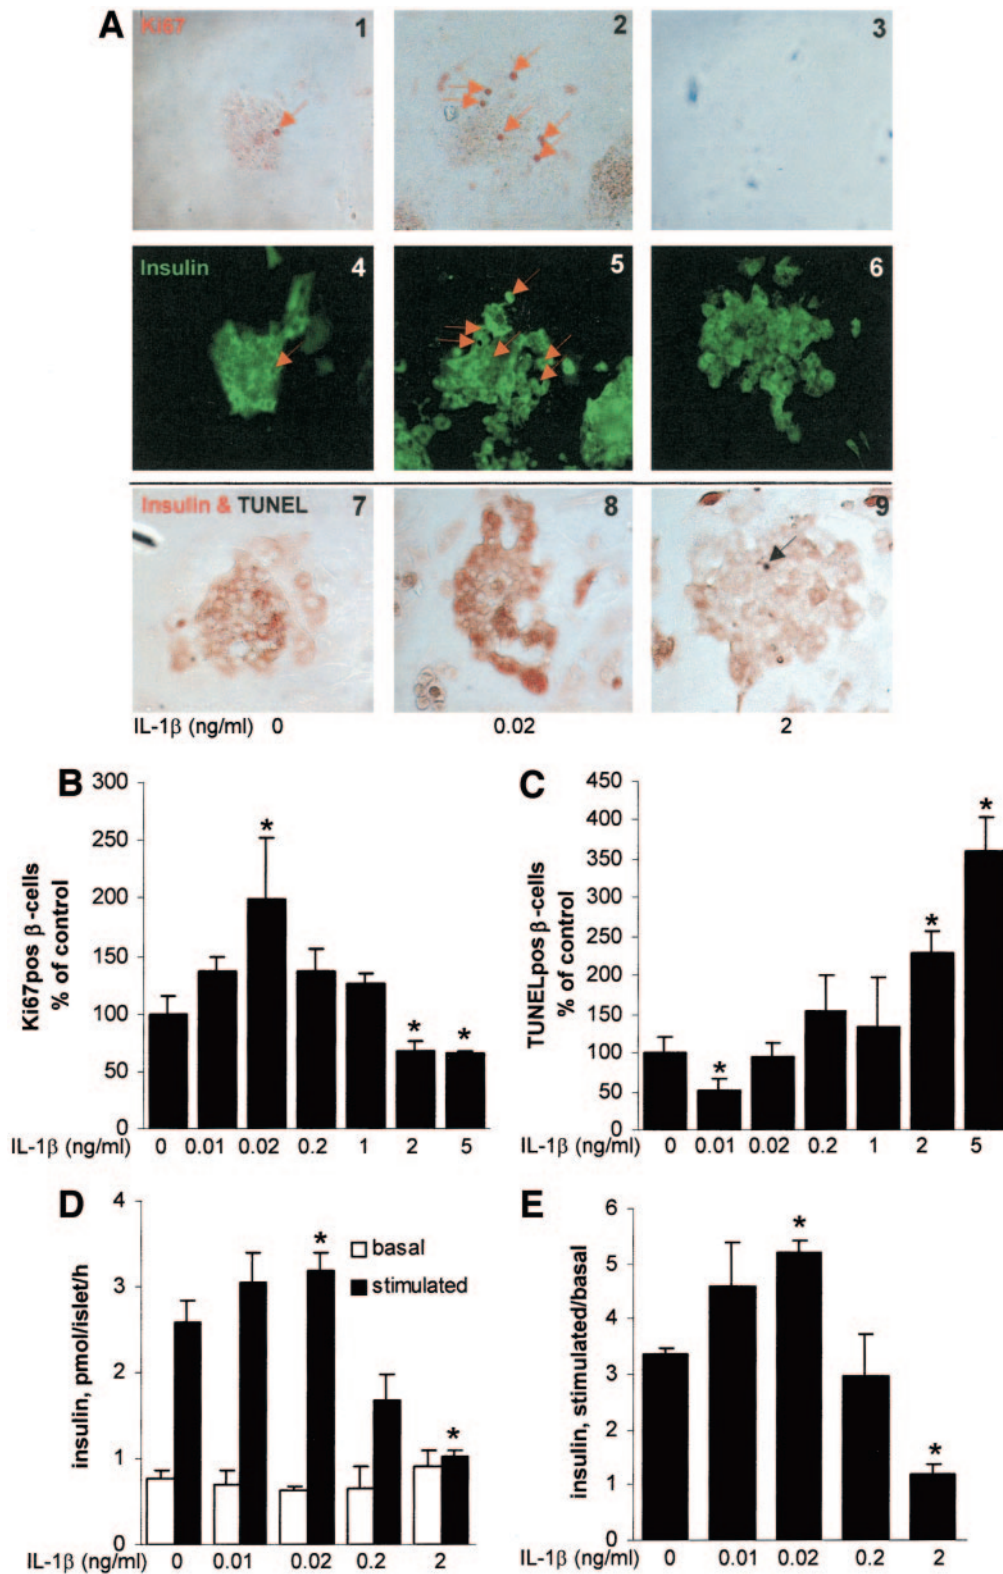 A
Ki67 1
2
3
Insulin 4
5
6
Insulin & TUNEL 7
8
9
IL-1β (ng/ml) 0 0.02 2
B
Ki67pos β-cells
% of control
300
250
200
150
100
50
0
*
*
*
IL-1β (ng/ml) 0 0.01 0.02 0.2 1 2 5
C
TUNELpos β-cells
% of control
450
400
350
300
250
200
150
100
50
0
*
*
*
IL-1β (ng/ml) 0 0.01 0.02 0.2 1 2 5
D
insulin, pmol/islet/h
4
3
2
1
0
*
*
basal
stimulated
IL-1β (ng/ml) 0 0.01 0.02 0.2 2
E
insulin, stimulated/basal
6
5
4
3
2
1
0
*
*
IL-1β (ng/ml) 0 0.01 0.02 0.2 2